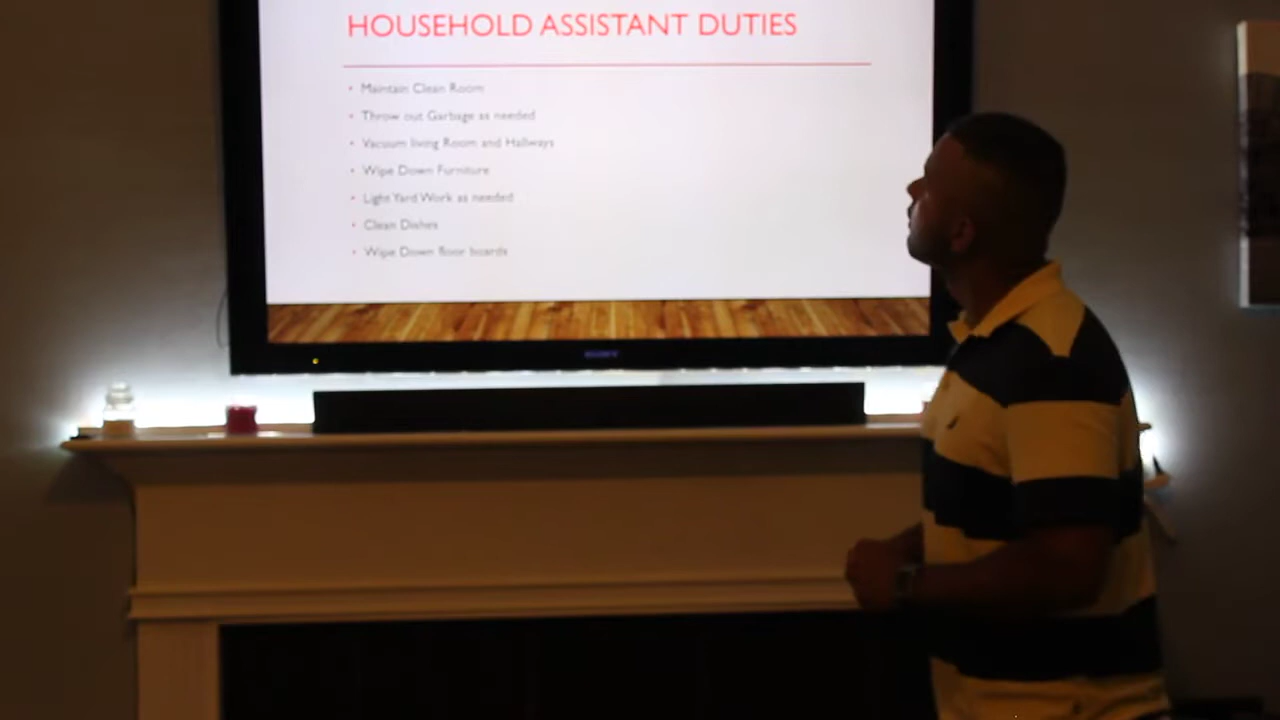 HOUSEHOLD ASSISTANT DUTIES
• Maintain Clean Room
• Throw out Garbage as needed
• Vacuum living Room and Hallways
• Wipe Down Furniture
• Light Yard Work as needed
• Clean Dishes
• Wipe Down floor boards
SONY